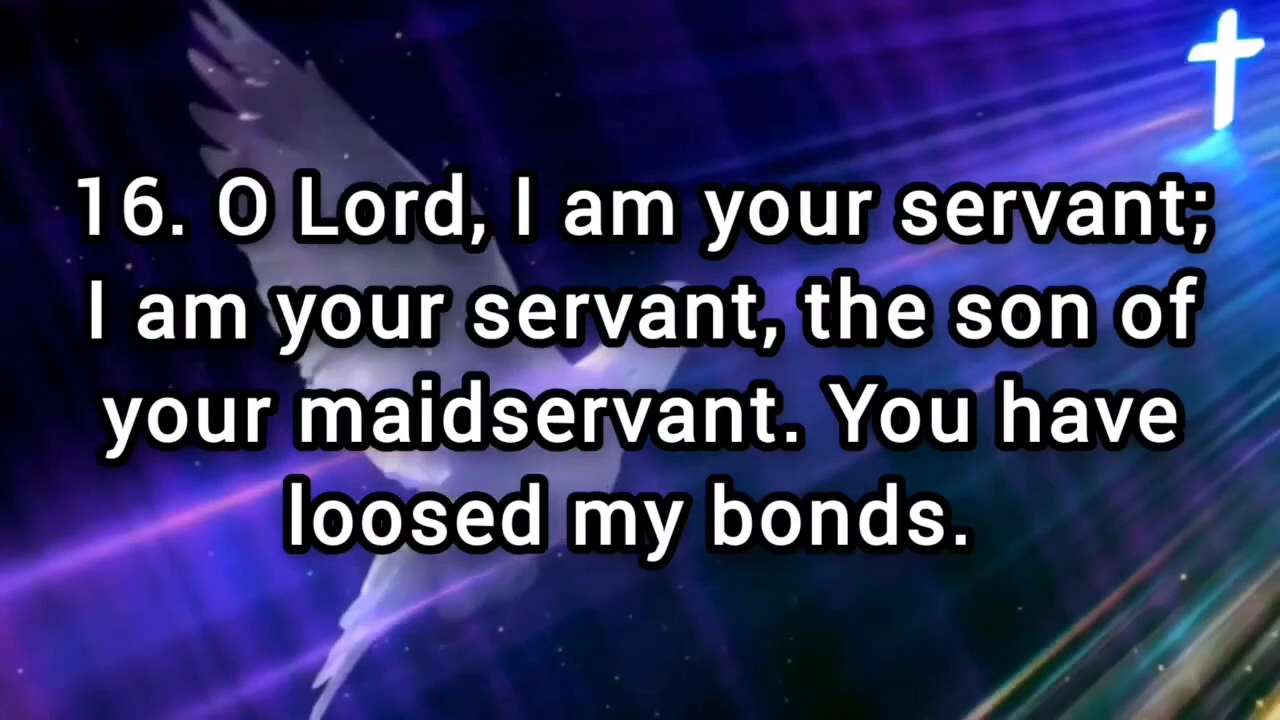 16. O Lord, I am your servant;
I am your servant, the son of
your maidservant. You have
loosed my bonds.